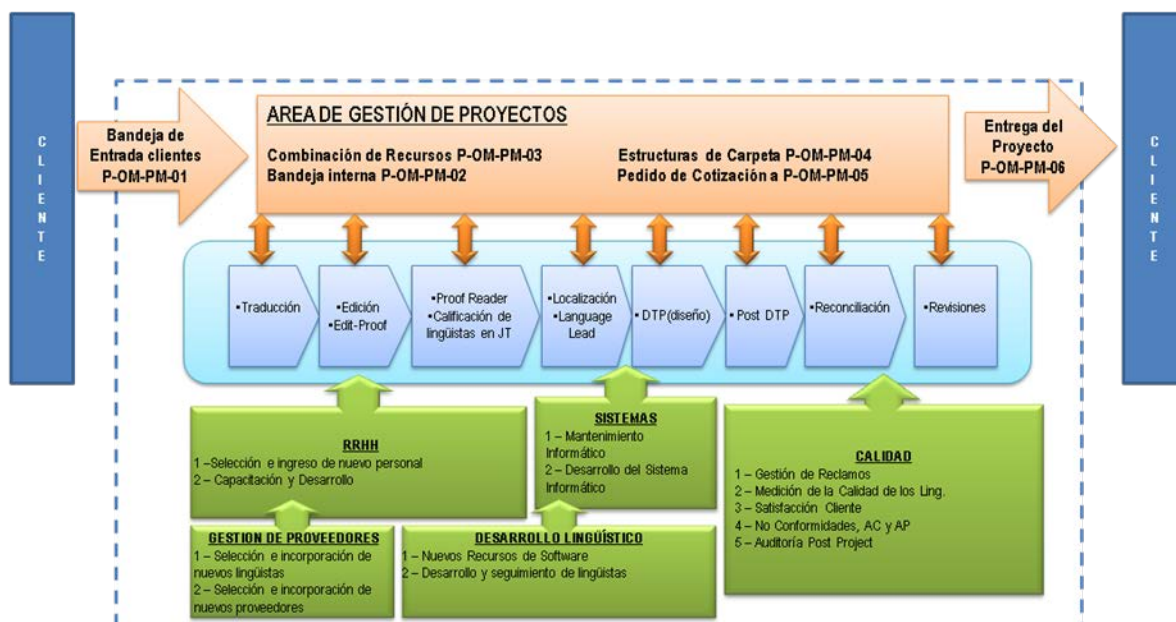 CLIENTE
Bandeja de
Entrada clientes
P-OM-PM-01
AREA DE GESTIÓN DE PROYECTOS
Combinación de Recursos P-OM-PM-03
Bandeja interna P-OM-PM-02
Estructuras de Carpeta P-OM-PM-04
Pedido de Cotización a P-OM-PM-05
Entrega del
Proyecto
P-OM-PM-06
CLIENTE
•Traducción
•Edición
•Edit-Proof
•Proof Reader
•Calificación de
lingüistas en JT
•Localización
•Language
Lead
•DTP(diseño)
•Post DTP
•Reconciliación
•Revisiones
RRHH
1 –Selección e ingreso de nuevo personal
2 – Capacitación y Desarrollo
SISTEMAS
1 – Mantenimiento
Informático
2 – Desarrollo del Sistema
Informático
CALIDAD
1 – Gestión de Reclamos
2 – Medición de la Calidad de los Ling.
3 – Satisfacción Cliente
4 – No Conformidades, AC y AP
5 – Auditoría Post Project
GESTION DE PROVEEDORES
1 – Selección e incorporación de
nuevos lingüistas
2 – Selección e incorporación de
nuevos proveedores
DESARROLLO LINGÜÍSTICO
1 – Nuevos Recursos de Software
2 – Desarrollo y seguimiento de lingüistas